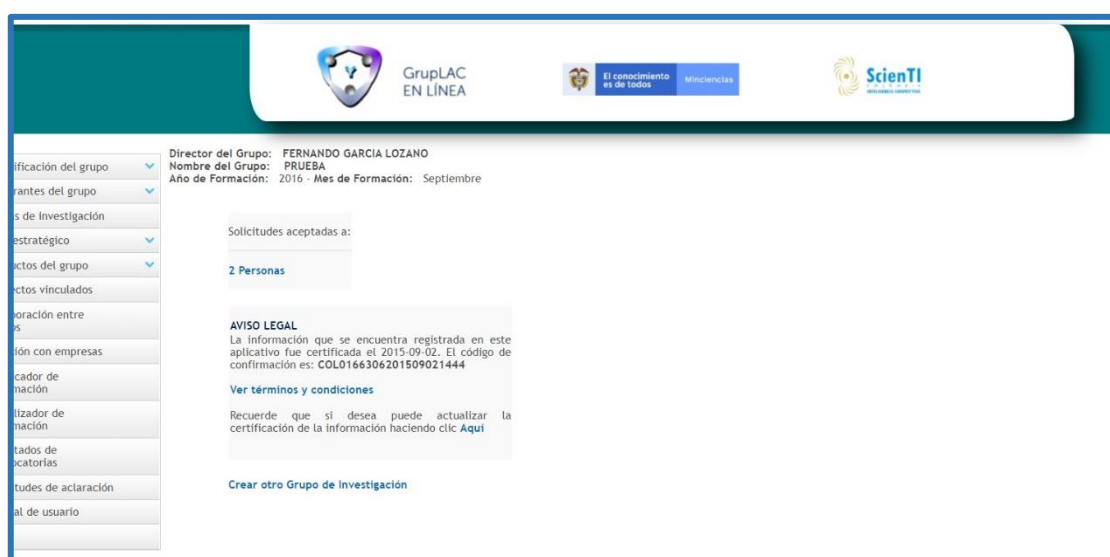 GrupLAC
EN LÍNEA
El conocimiento
es de todos
Minciencias
ScienTI
Director del Grupo: FERNANDO GARCIA LOZANO
Nombre del Grupo: PRUEBA
Año de Formación: 2016 - Mes de Formación: Septiembre
ificación del grupo
rantes del grupo
s de investigación
estratégico
uctos del grupo
ectos vinculados
boración entre
os
ión con empresas
cador de
mación
lizador de
mación
tados de
ocatorias
tudes de aclaración
al de usuario
Solicitudes aceptadas a:
2 Personas
AVISO LEGAL
La información que se encuentra registrada en este
aplicativo fue certificada el 2015-09-02. El código de
confirmación es: COL0166306201509021444
Ver términos y condiciones
Recuerde que si desea puede actualizar la
certificación de la información haciendo clic Aquí
Crear otro Grupo de Investigación